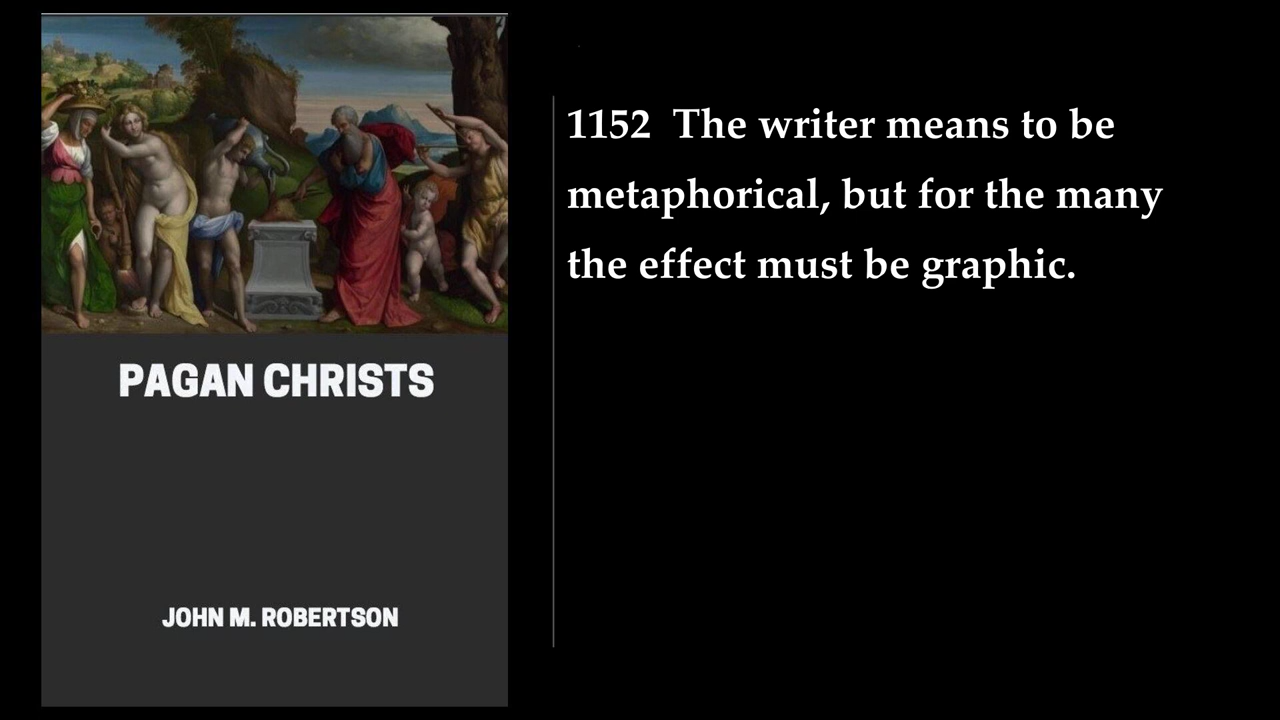 PAGAN CHRISTS
JOHN M. ROBERTSON
1152 The writer means to be
metaphorical, but for the many
the effect must be graphic.